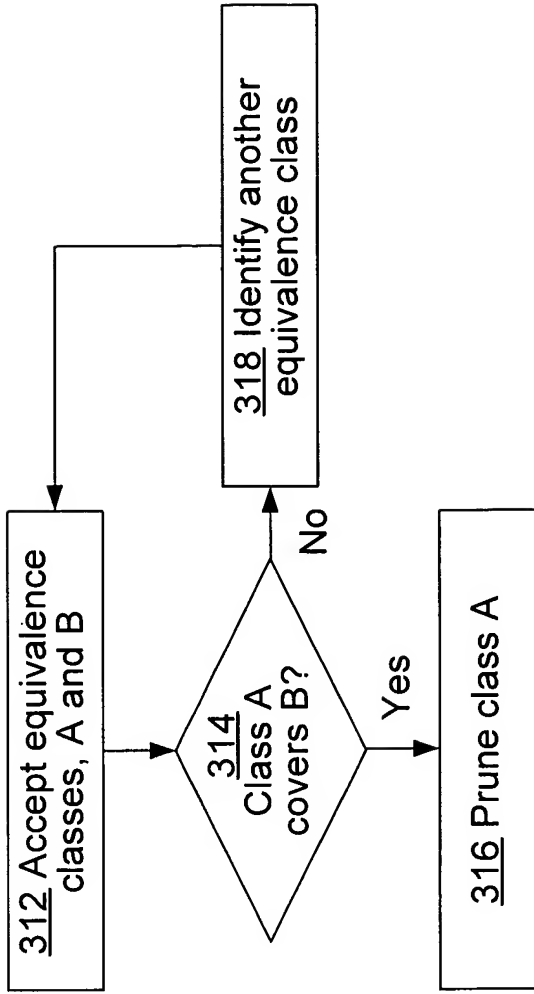 312 Accept equivalence
classes, A and B
314
Class A
covers B?
No
318 Identify another
equivalence class
Yes
316 Prune class A